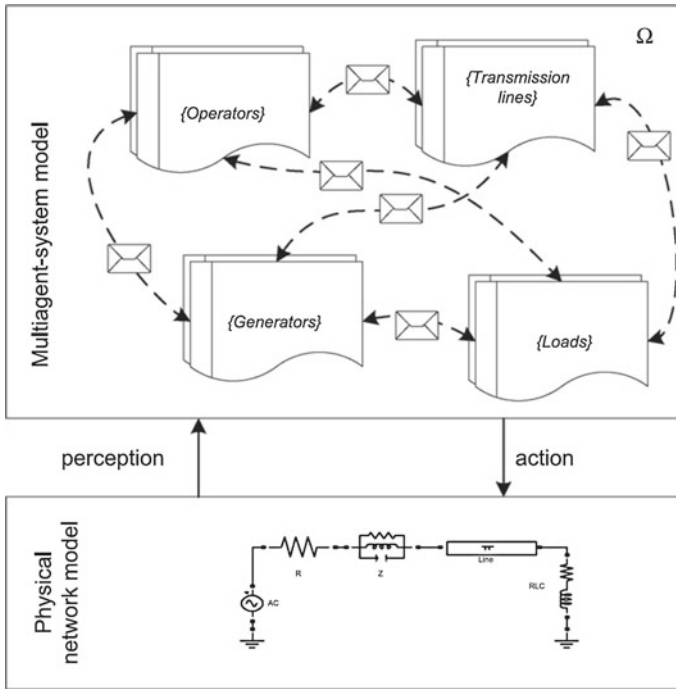 Ω
{Operators}
{Transmission
lines}
{Generators}
{Loads}
Multiagent-system model
perception
action
Physical
network model
R
Z
Line
RLC
AC